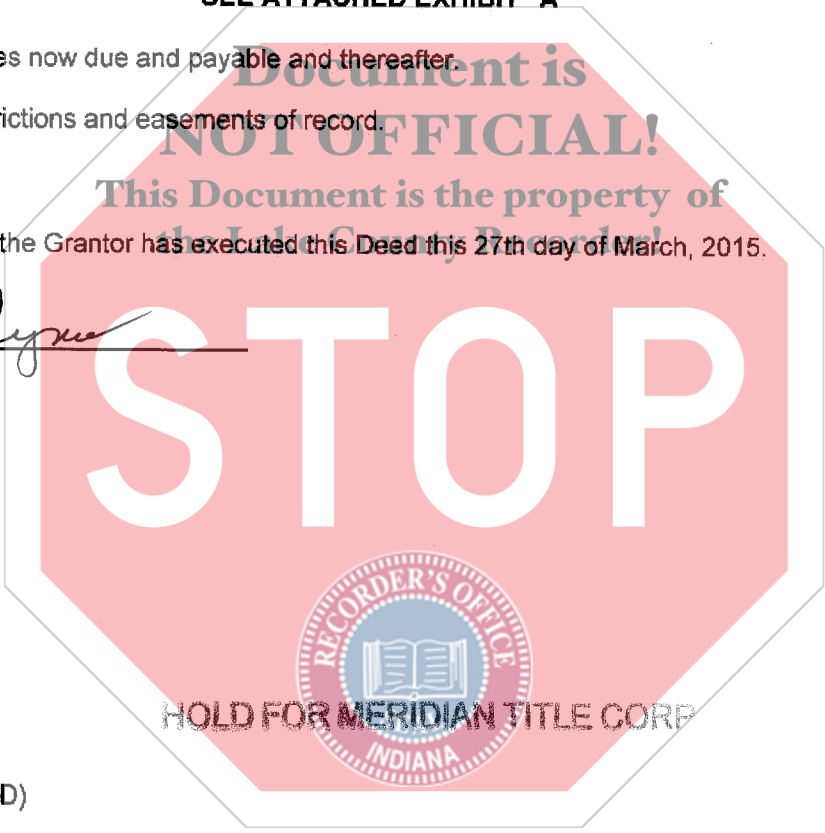 SEE ATTACHED EXHIBIT "A"
es now due and payable and thereafter.
Document is
ictions and easements of record.
NOT OFFICIAL!
This Document is the property of
the Lake County Recorder!
the Grantor has executed this Deed this 27th day of March, 2015.
STOP
RECORDER'S OFFICE
HOLD FOR MERIDIAN TITLE CORP
INDIANA
D)